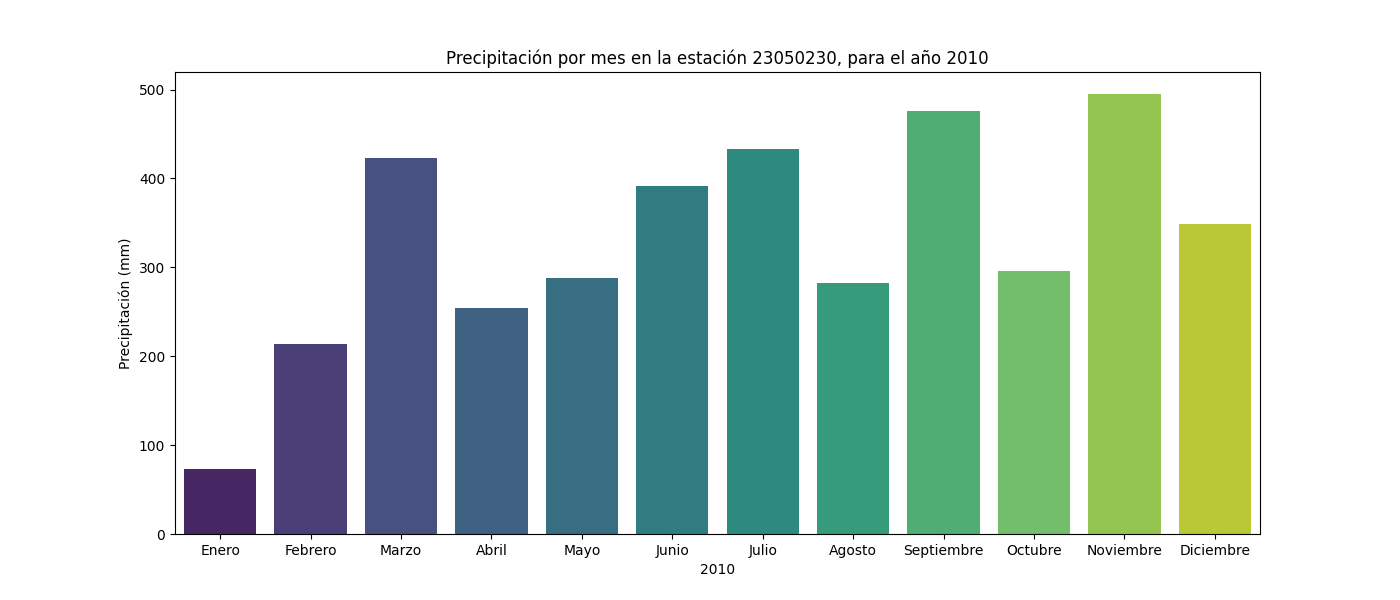 Precipitación por mes en la estación 23050230, para el año 2010
Precipitación (mm)
500
400
300
200
100
0
Enero Febrero Marzo Abril Mayo Junio Julio Agosto Septiembre Octubre Noviembre Diciembre
2010